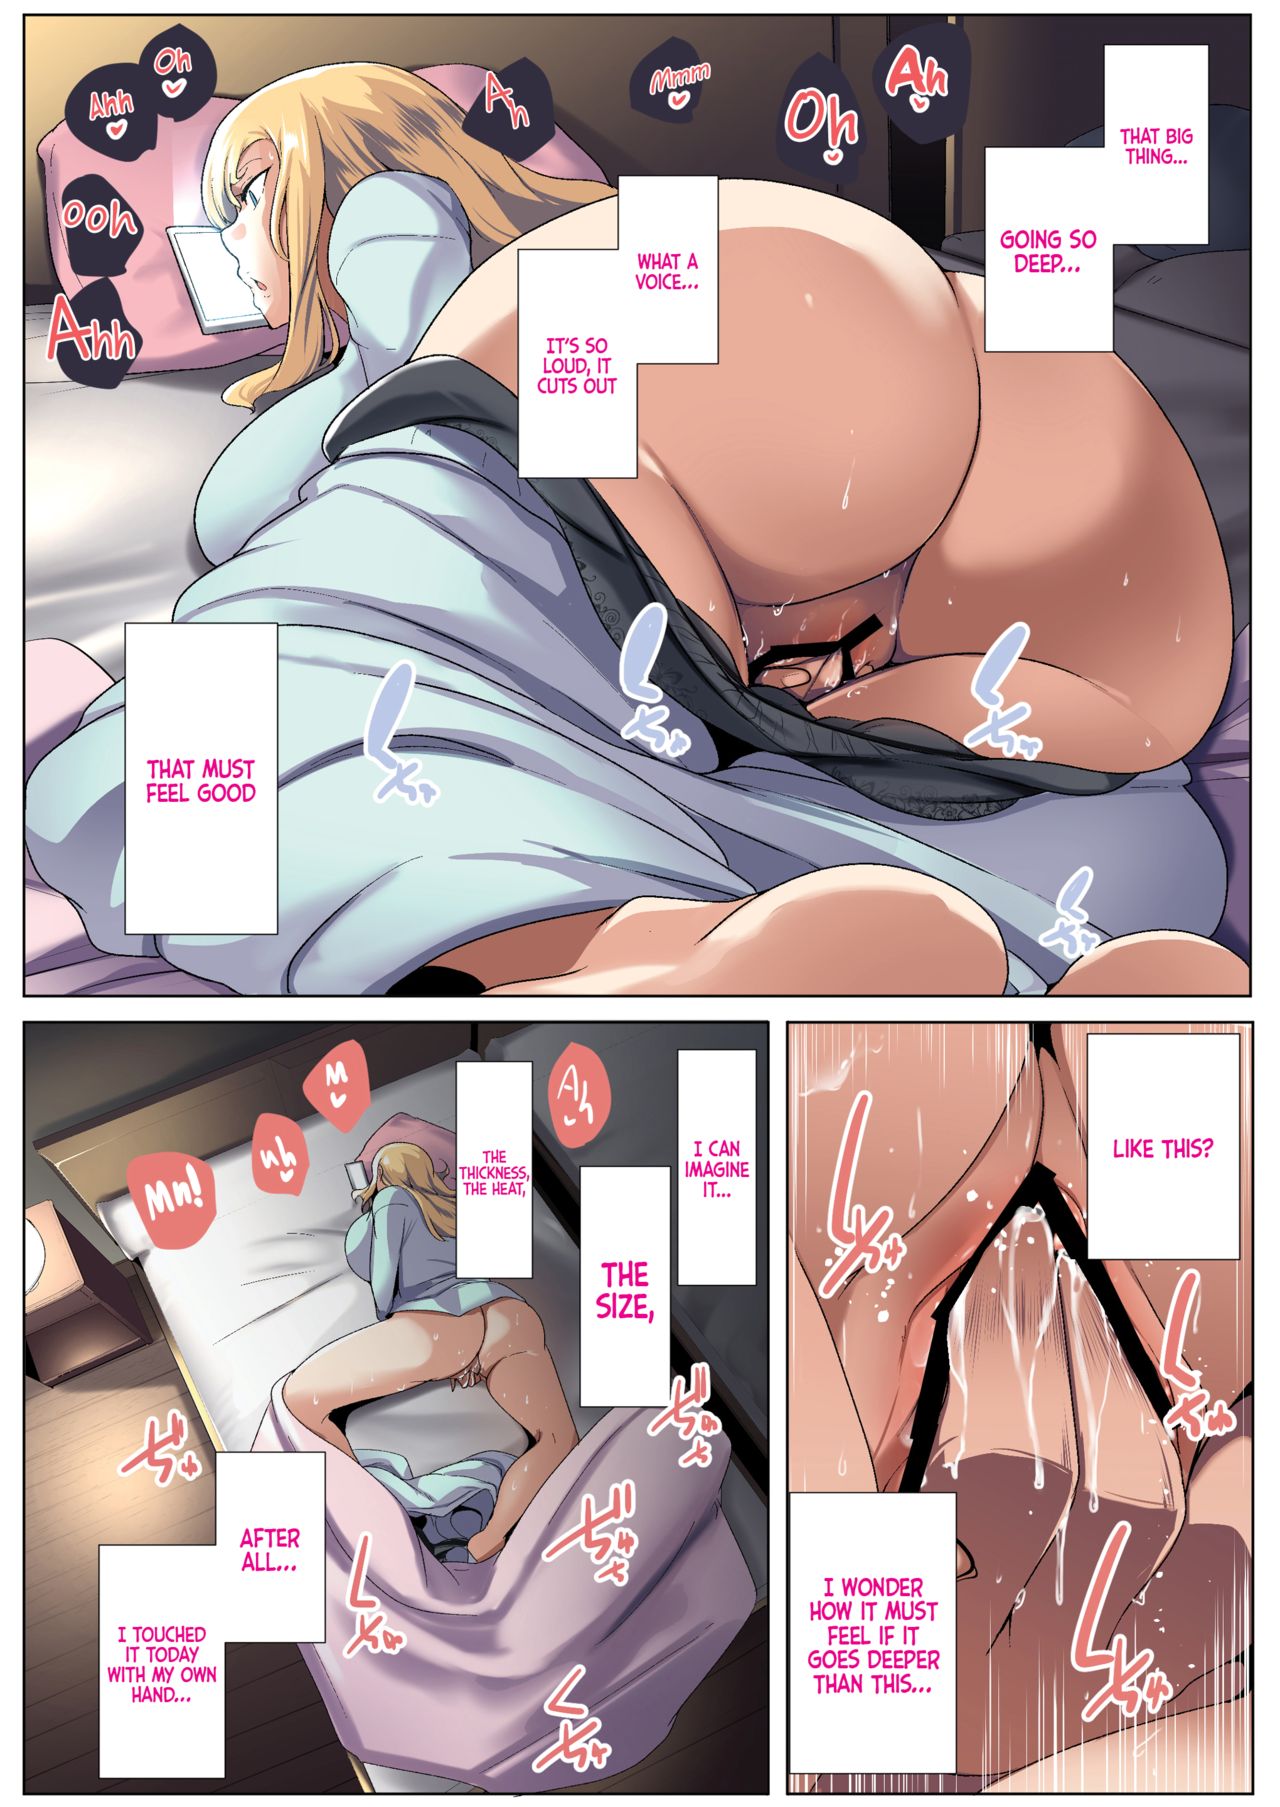 THAT BIG
THING...
GOING SO
DEEP...
Ah
Oh
Mmm
Ah
WHAT A
VOICE...
IT'S SO
LOUD, IT
CUTS OUT
Oh
Ahh
ooh
Ahh
THAT MUST
FEEL GOOD
LIKE THIS?
I WONDER
HOW IT MUST
FEEL IF IT
GOES DEEPER
THAN THIS...
Ah
I CAN
IMAGINE
IT...
THE
SIZE,
THE
THICKNESS,
THE HEAT,
M
uh
Mn!
AFTER
ALL...
I TOUCHED
IT TODAY
WITH MY OWN
HAND...